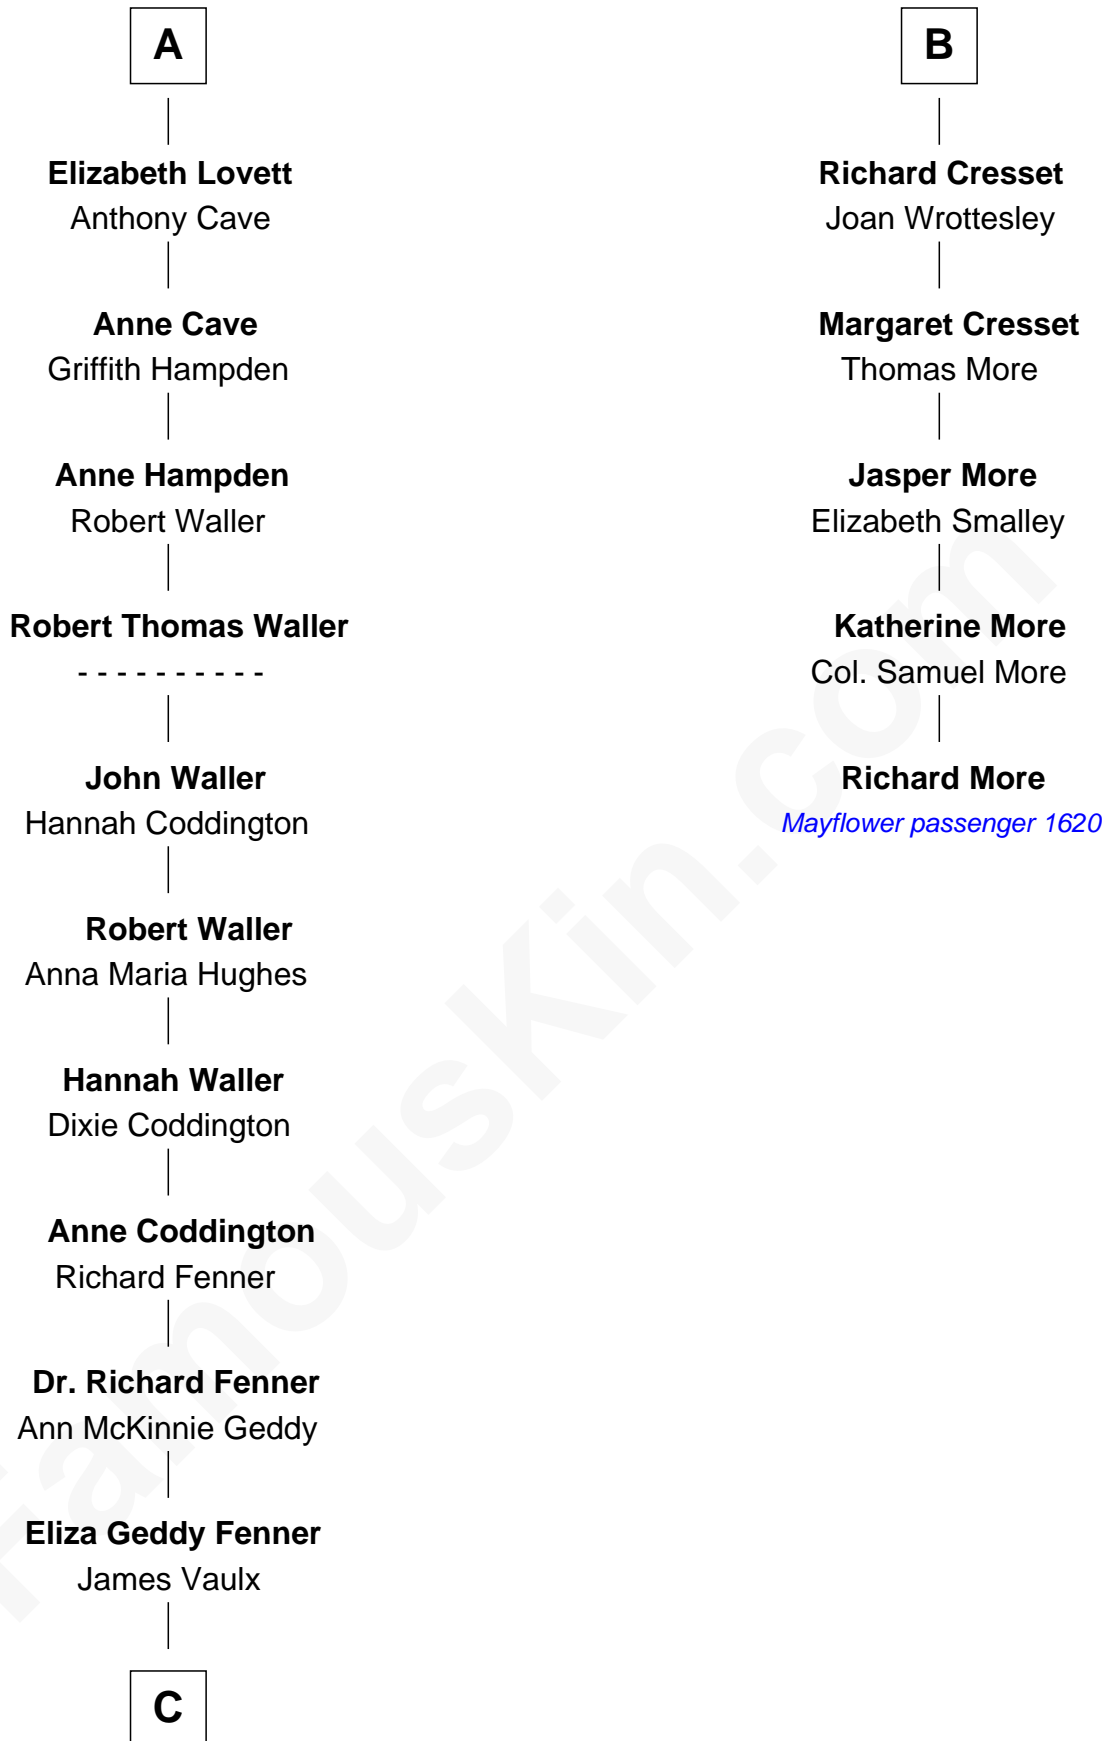 A
Elizabeth Lovett
Anthony Cave
Anne Cave
Griffith Hampden
Anne Hampden
Robert Waller
Robert Thomas Waller
- - - - - - - - - -
John Waller
Hannah Coddington
Robert Waller
Anna Maria Hughes
Hannah Waller
Dixie Coddington
Anne Coddington
Richard Fenner
Dr. Richard Fenner
Ann McKinnie Geddy
Eliza Geddy Fenner
James Vaulx
C
B
Richard Cresset
Joan Wrottesley
Margaret Cresset
Thomas More
Jasper More
Elizabeth Smalley
Katherine More
Col. Samuel More
Richard More
Mayflower passenger 1620
FamousKin.com